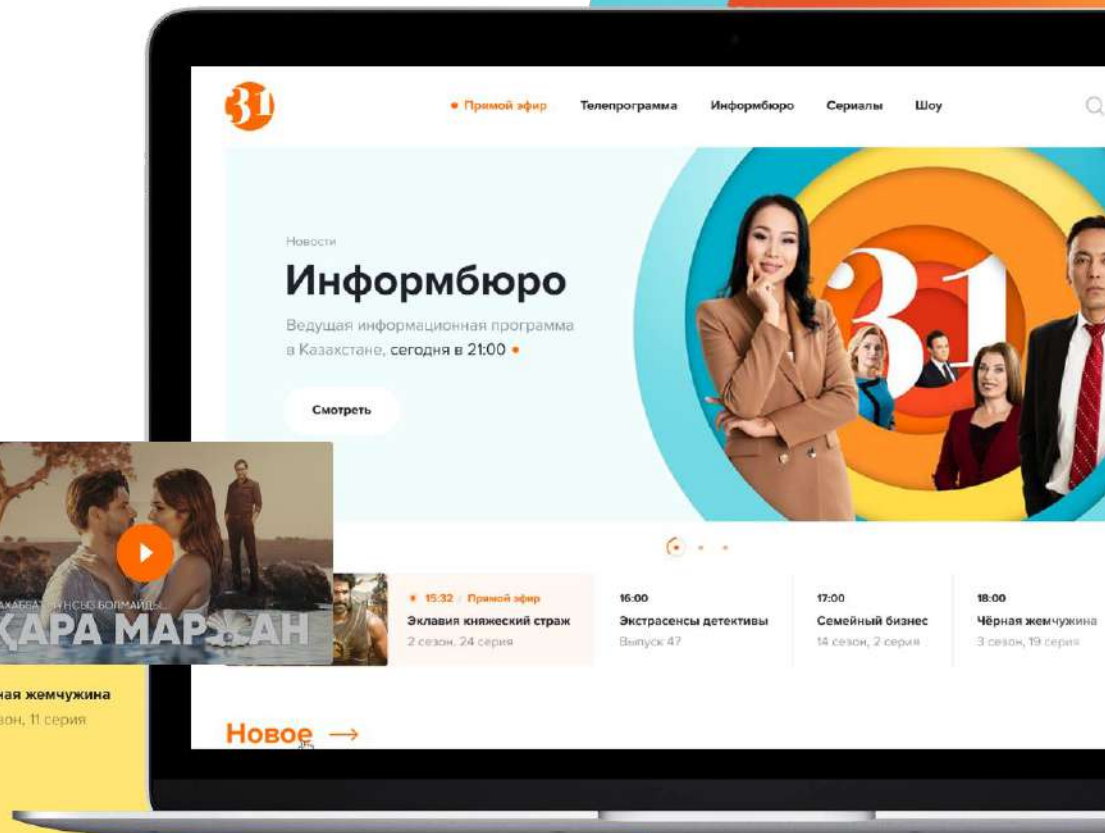 31
Прямой эфир
Телепрограмма
Информбюро
Сериалы
Шоу
Новости
Информбюро
Ведущая информационная программа
в Казахстане, сегодня в 21:00
Смотреть
31
15:32 / Прямой эфир
Эклавия княжеский страж
2 сезон, 24 серия
16:00
Экстрасенсы детективы
Выпуск 47
17:00
Семейный бизнес
14 сезон, 2 серия
18:00
Чёрная жемчужина
3 сезон, 19 серия
БОЛМАЙДЫ...
ҚАРА МАРЖАН
ная жемчужина
зон, 11 серия
Новое →